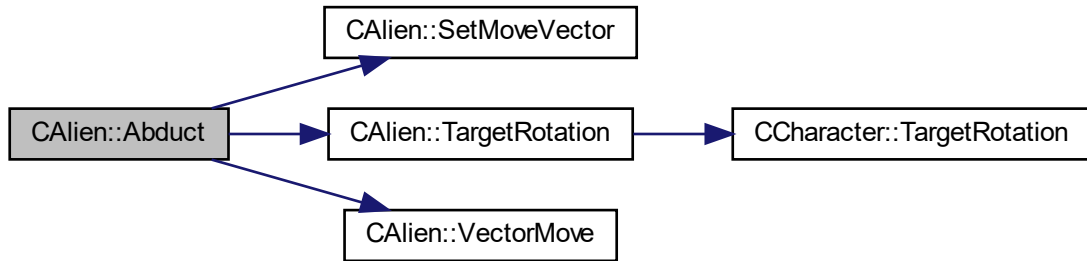 CAlien::SetMoveVector
CAlien::Abduct
CAlien::TargetRotation
CCharacter::TargetRotation
CAlien::VectorMove